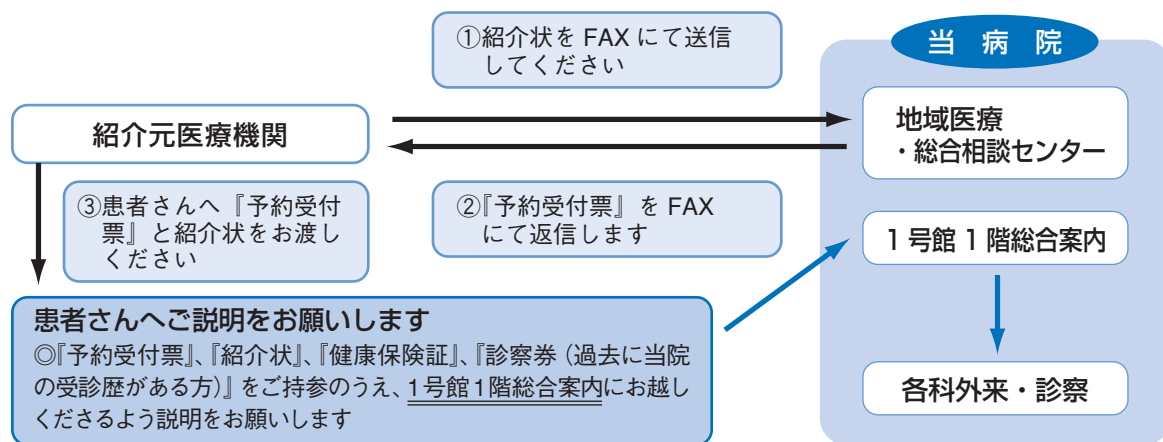 ①紹介状を FAX にて送信
してください
当 病 院
紹介元医療機関
地域医療
・総合相談センター
③患者さんへ『予約受付
票』と紹介状をお渡し
ください
②『予約受付票』を FAX
にて返信します
1 号館 1 階総合案内
患者さんへご説明をお願いします
◎『予約受付票』、『紹介状』、『健康保険証』、『診察券（過去に当院
の受診歴がある方）』をご持参のうえ、1号館1階総合案内にお越し
くださるよう説明をお願いします
各科外来・診察